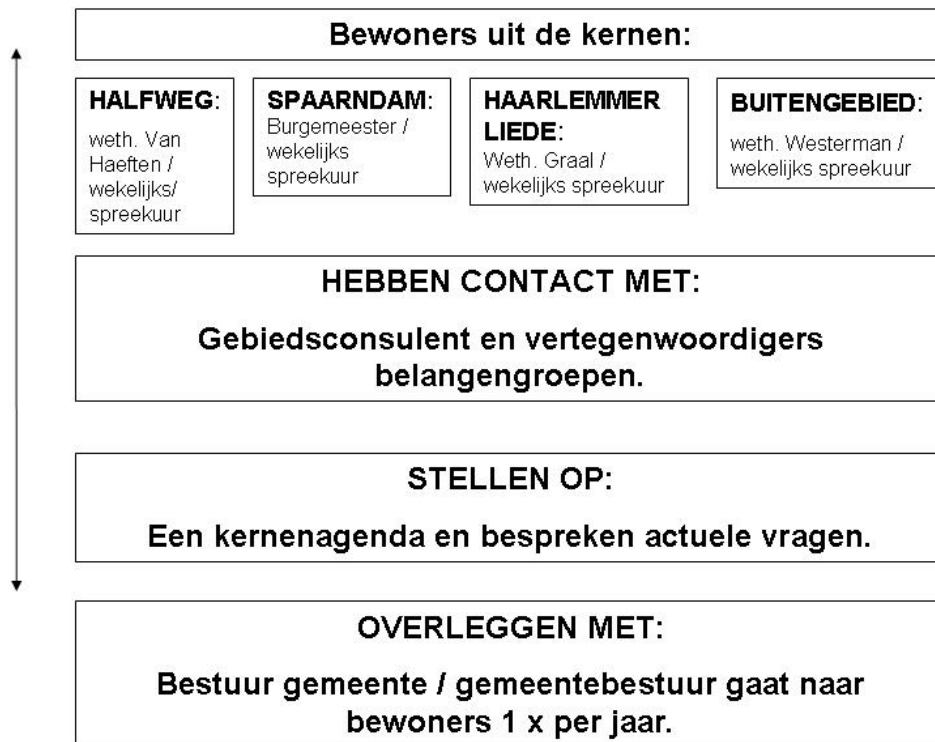 Bewoners uit de kernen:
HALFWEG:
weth. Van
Haeften /
wekelijks/
spreekuur
SPAARNDAM:
Burgemeester /
wekelijks
spreekuur
HAARLEMMER
LIEDE:
Weth. Graal /
wekelijks spreekuur
BUITENGEBIED:
weth. Westerman /
wekelijks spreekuur
HEBBEN CONTACT MET:
Gebiedsconsulent en vertegenwoordigers
belangengroepen.
STELLEN OP:
Een kernenagenda en bespreken actuele vragen.
OVERLEGGEN MET:
Bestuur gemeente / gemeentebestuur gaat naar
bewoners 1 x per jaar.